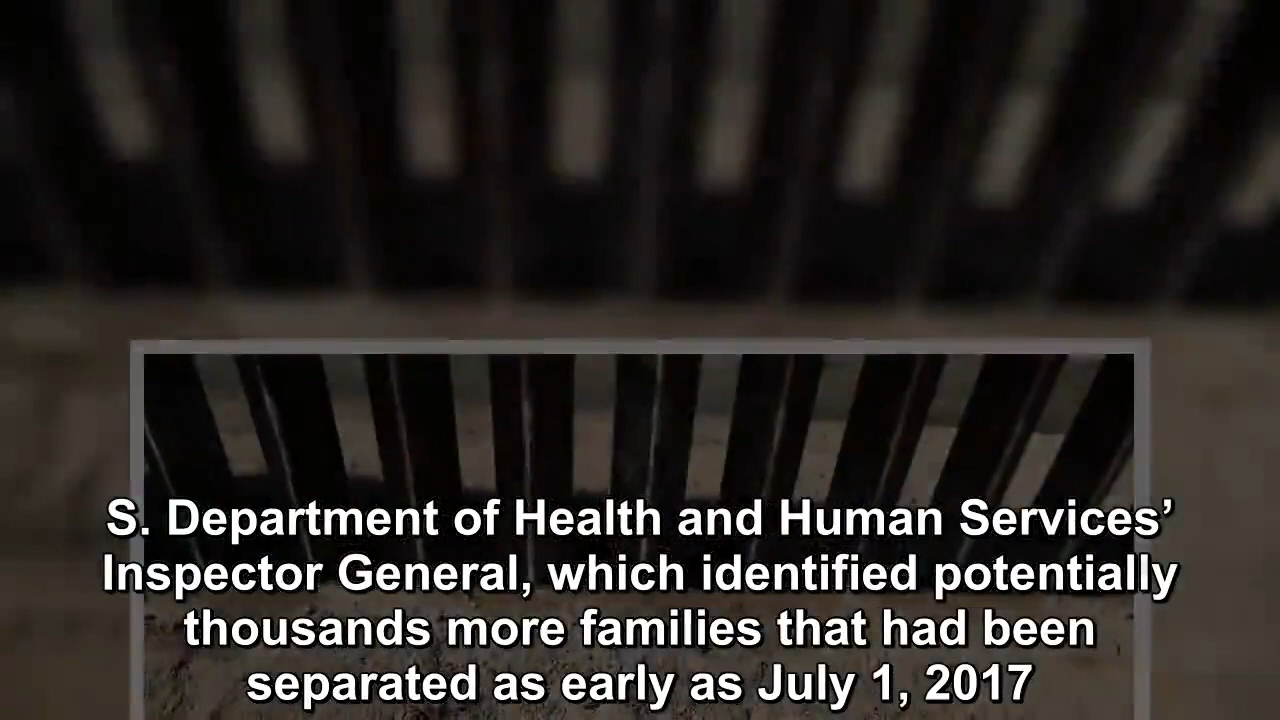 S. Department of Health and Human Services’
Inspector General, which identified potentially
thousands more families that had been
separated as early as July 1, 2017